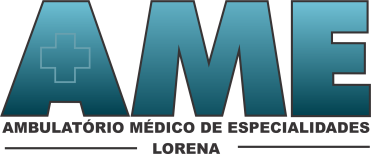 AME
AMBULATÓRIO MÉDICO DE ESPECIALIDADES
LORENA